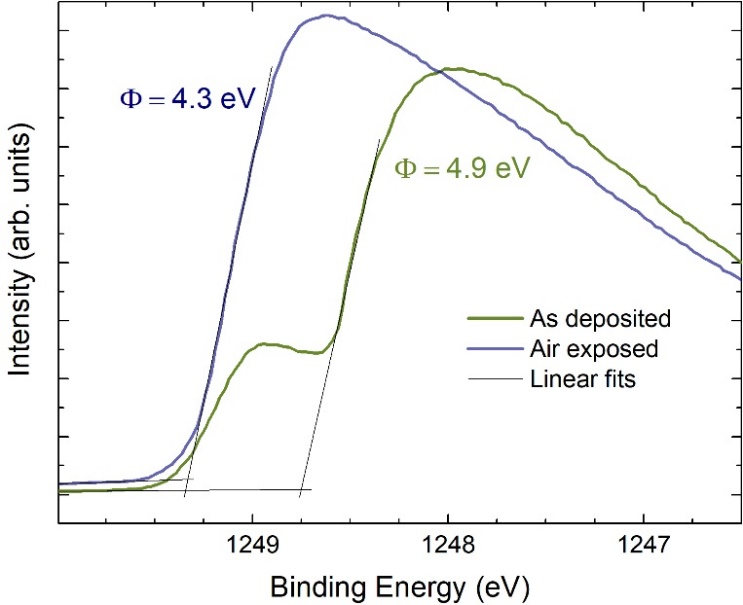 Φ = 4.3 eV
Φ = 4.9 eV
Intensity (arb. units)
As deposited
Air exposed
Linear fits
1249 1248 1247
Binding Energy (eV)